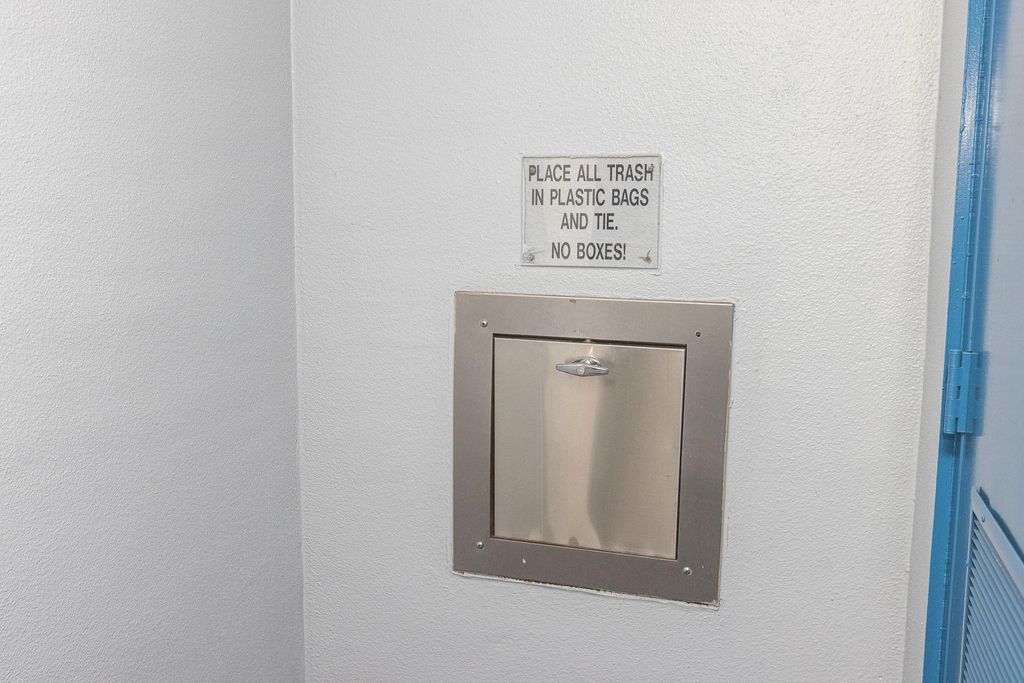 PLACE ALL TRASH
IN PLASTIC BAGS
AND TIE.
NO BOXES!